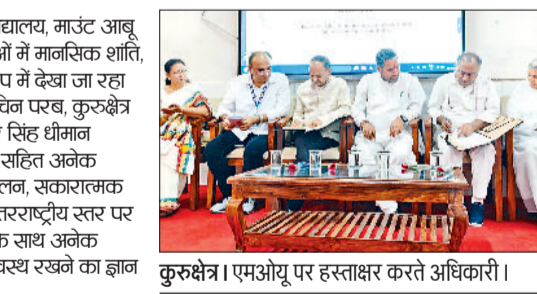 द्यालय, माउंट आबू
ओं में मानसिक शांति,
प में देखा जा रहा
चिन परब, कुरुक्षेत्र
सिंह धीमान
सहित अनेक
लन, सकारात्मक
तरराष्ट्रीय स्तर पर
के साथ अनेक
वस्थ रखने का ज्ञान
कुरुक्षेत्र। एमओयू पर हस्ताक्षर करते अधिकारी।